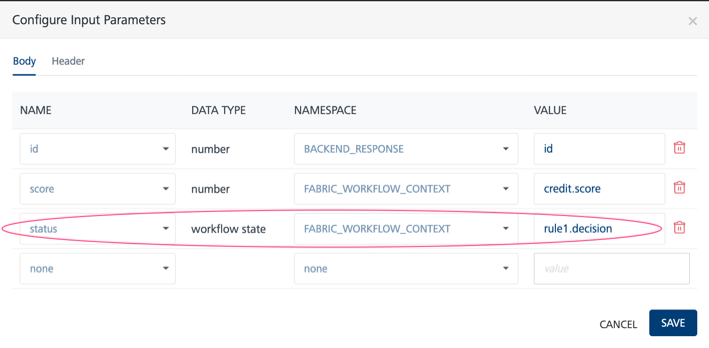 Configure Input Parameters ×
Body Header
NAME DATA TYPE NAMESPACE VALUE
id number BACKEND_RESPONSE id
score number FABRIC_WORKFLOW_CONTEXT credit.score
status workflow state FABRIC_WORKFLOW_CONTEXT rule1.decision
none none value
CANCEL SAVE